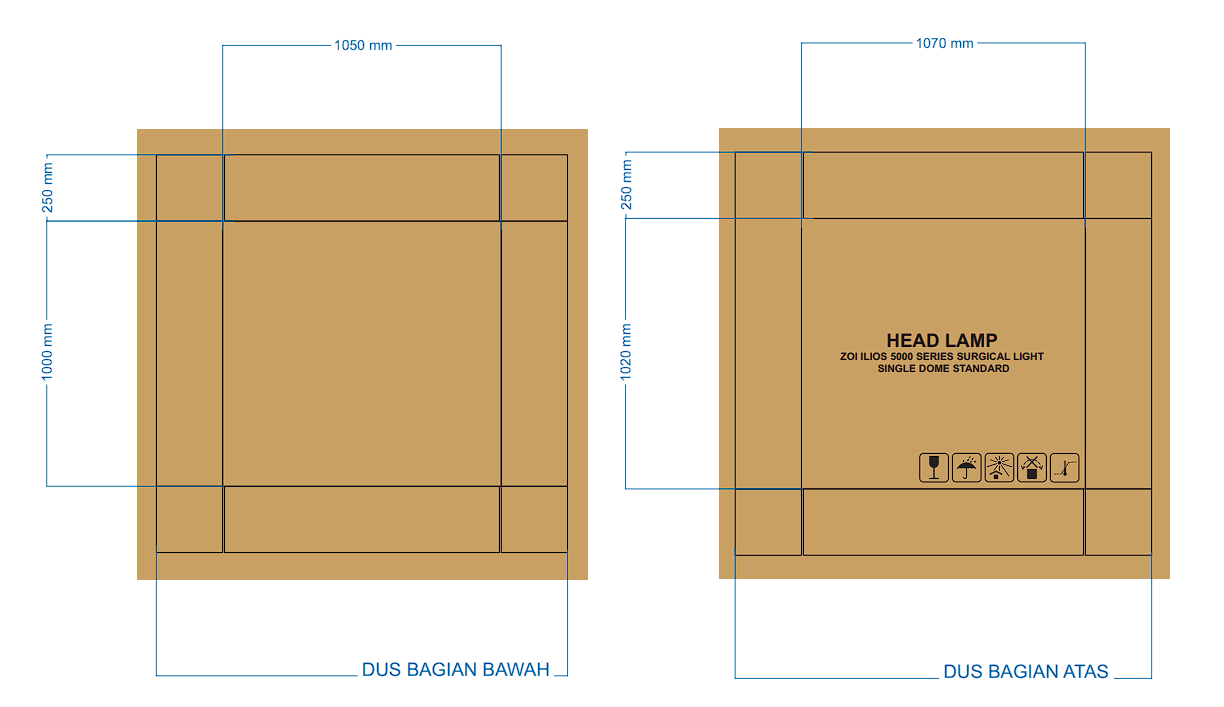 1050 mm
250 mm
1000 mm
DUS BAGIAN BAWAH
1070 mm
250 mm
1020 mm
HEAD LAMP
ZOI ILIOS 5000 SERIES SURGICAL LIGHT
SINGLE DOME STANDARD
DUS BAGIAN ATAS